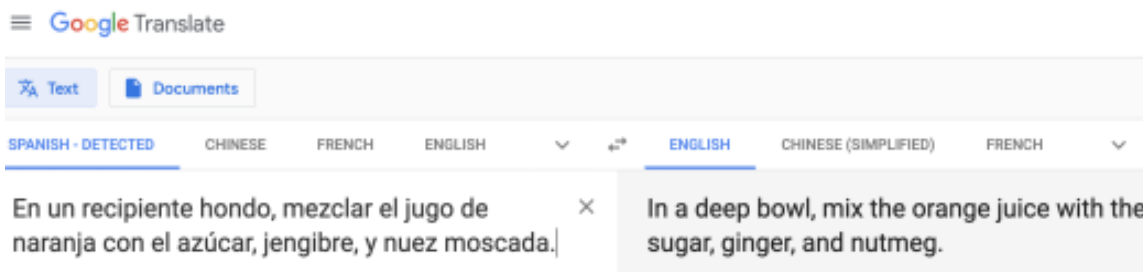 Google Translate
Text
Documents
SPANISH - DETECTED CHINESE FRENCH ENGLISH ENGLISH CHINESE (SIMPLIFIED) FRENCH
En un recipiente hondo, mezclar el jugo de
naranja con el azúcar, jengibre, y nuez moscada.
In a deep bowl, mix the orange juice with the
sugar, ginger, and nutmeg.